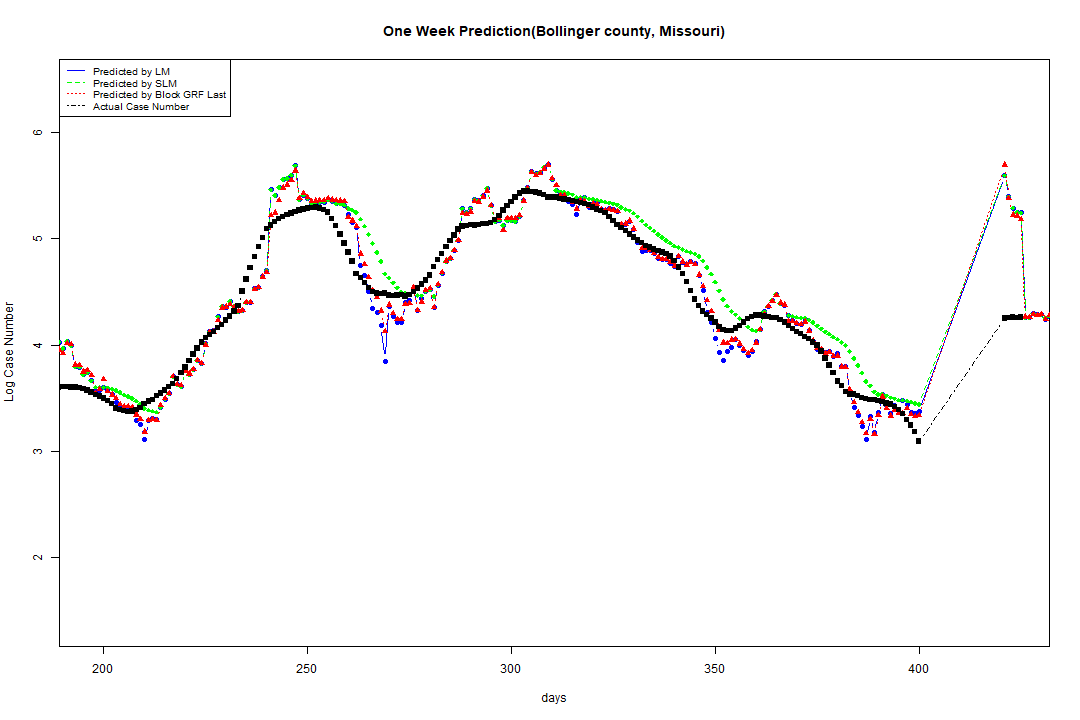 One Week Prediction(Bollinger county, Missouri)
Predicted by LM
Predicted by SLM
Predicted by Block GRF Last
Actual Case Number
6
5
4
3
2
Log Case Number
200 250 300 350 400
days